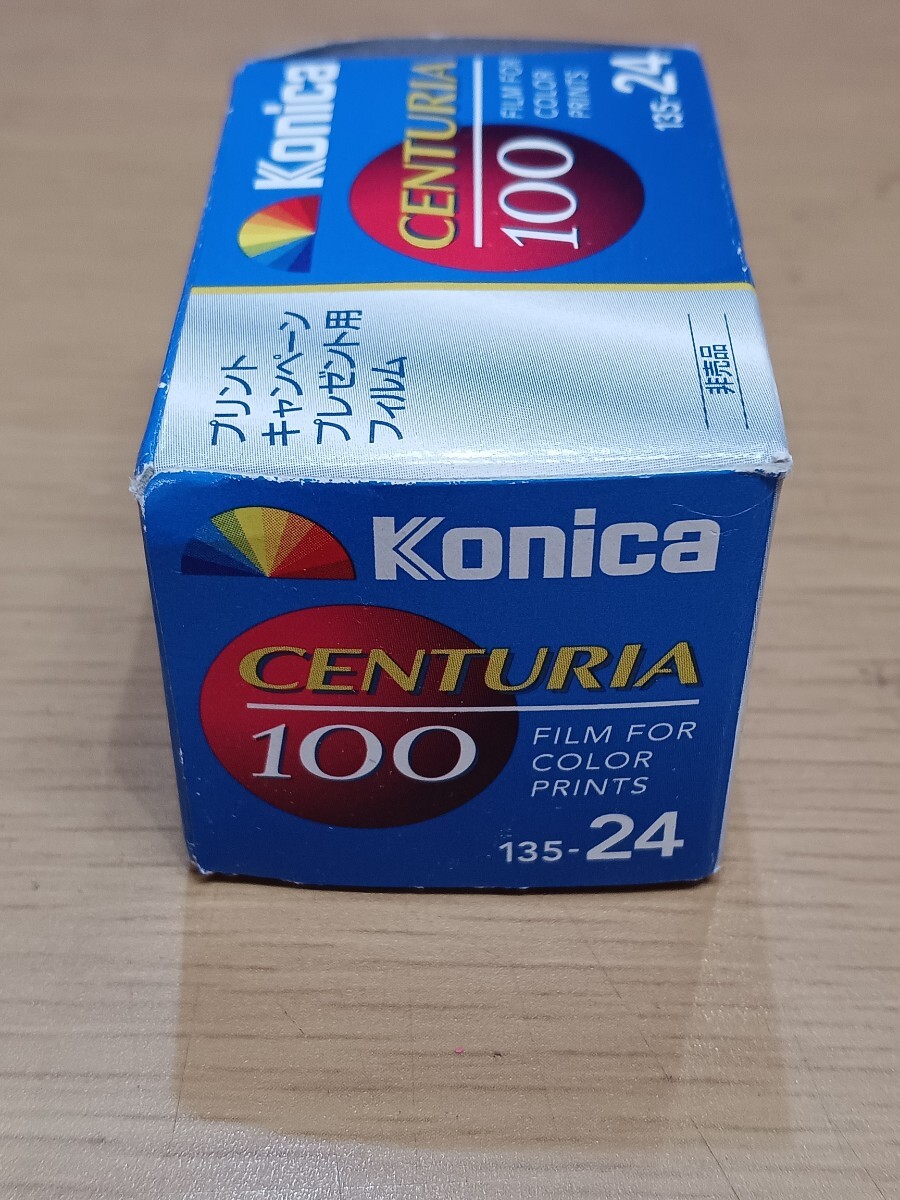 Konica
CENTURIA
100
FILM FOR
COLOR
PRINTS
135-24
プリント
キャンペーン
プレゼント用
フィルム
非売品
Konica
CENTURIA
100
FILM FOR
COLOR
PRINTS
135-24